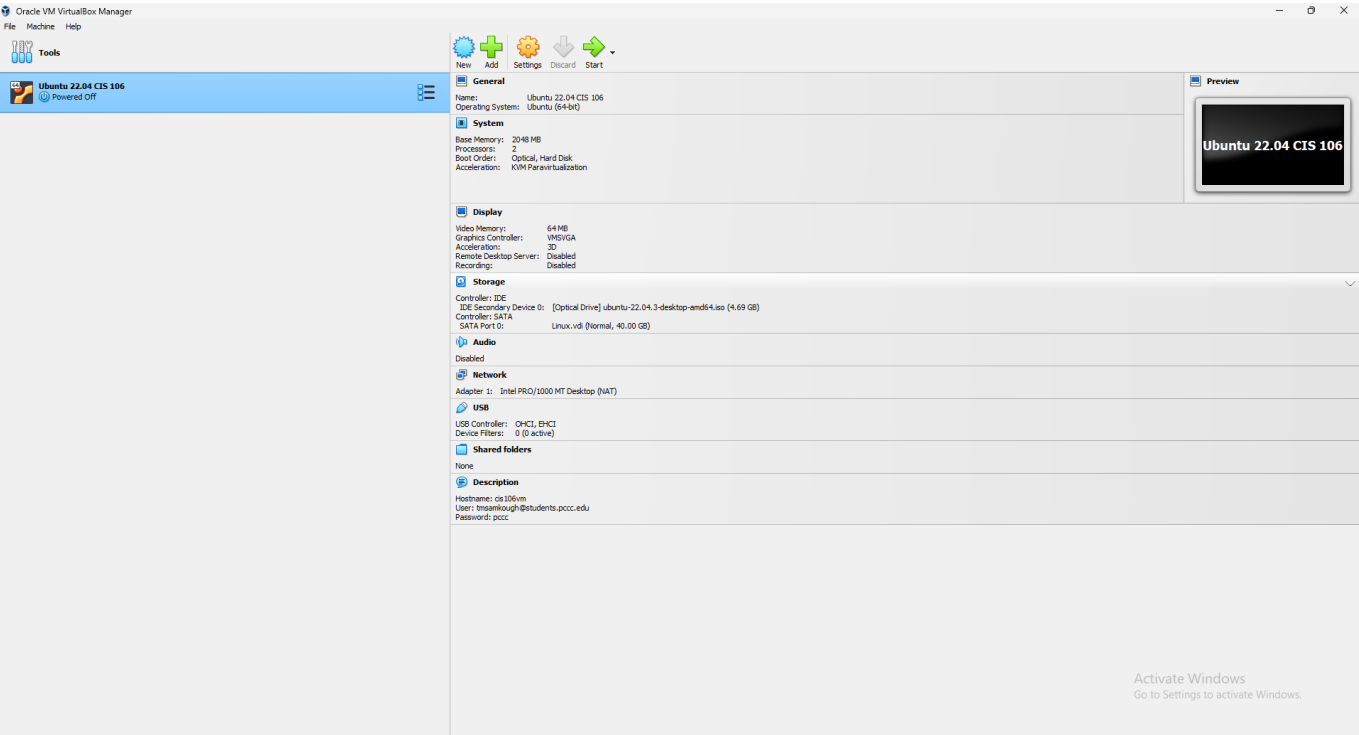 Oracle VM VirtualBox Manager
File Machine Help
Tools
Ubuntu 22.04 CIS 106
Powered Off
New Add Settings Discard Start
General
Name: Ubuntu 22.04 CIS 106
Operating System: Ubuntu (64-bit)
System
Base Memory: 2048 MB
Processors: 2
Boot Order: Optical, Hard Disk
Acceleration: KVM Paravirtualization
Preview
Ubuntu 22.04 CIS 106
Display
Video Memory: 64 MB
Graphics Controller: VMSVGA
Acceleration: 3D
Remote Desktop Server: Disabled
Recording: Disabled
Storage
Controller: IDE
IDE Secondary Device 0: [Optical Drive] ubuntu-22.04.3-desktop-amd64.iso (4.69 GB)
Controller: SATA
SATA Port 0: Linux.vdi (Normal, 40.00 GB)
Audio
Disabled
Network
Adapter 1: Intel PRO/1000 MT Desktop (NAT)
USB
USB Controller: OHCI, EHCI
Device Filters: 0 (0 active)
Shared folders
None
Description
Hostname: cis106vm
User: tmsamkough@students.pccc.edu
Password: pccc
Activate Windows
Go to Settings to activate Windows.